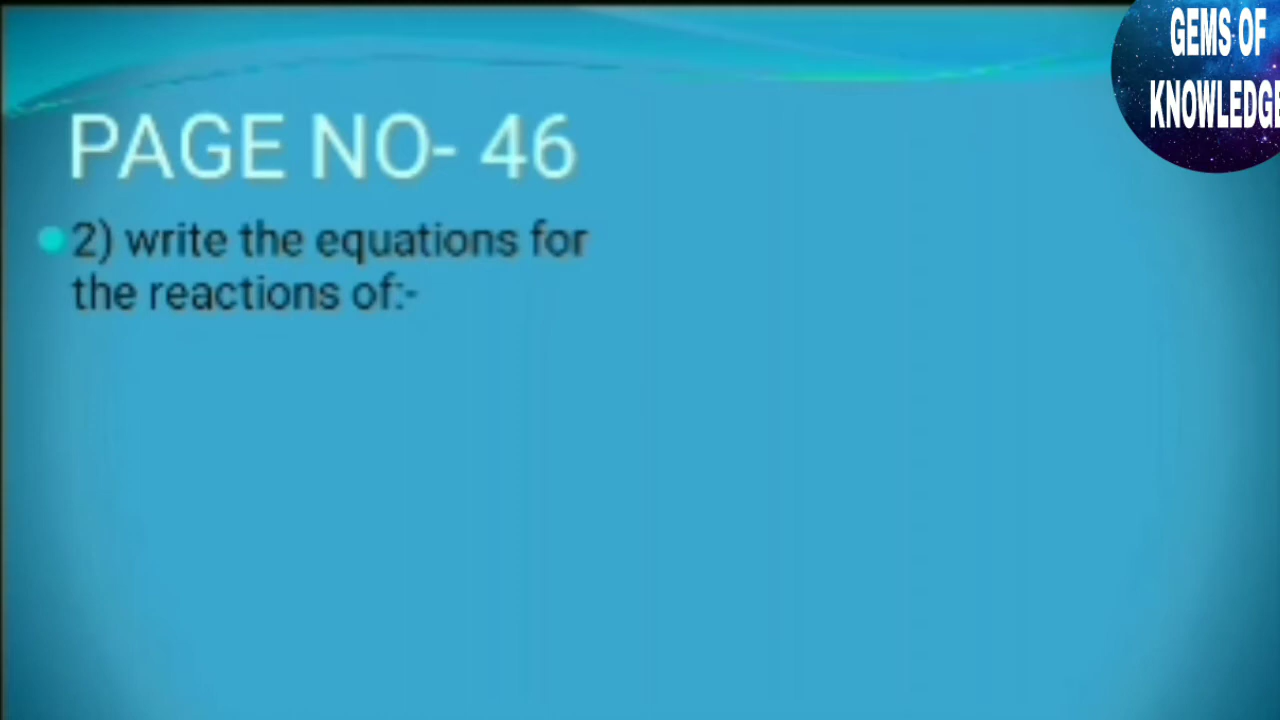 GEMS OF
KNOWLEDGE
PAGE NO- 46
2) write the equations for
the reactions of:-